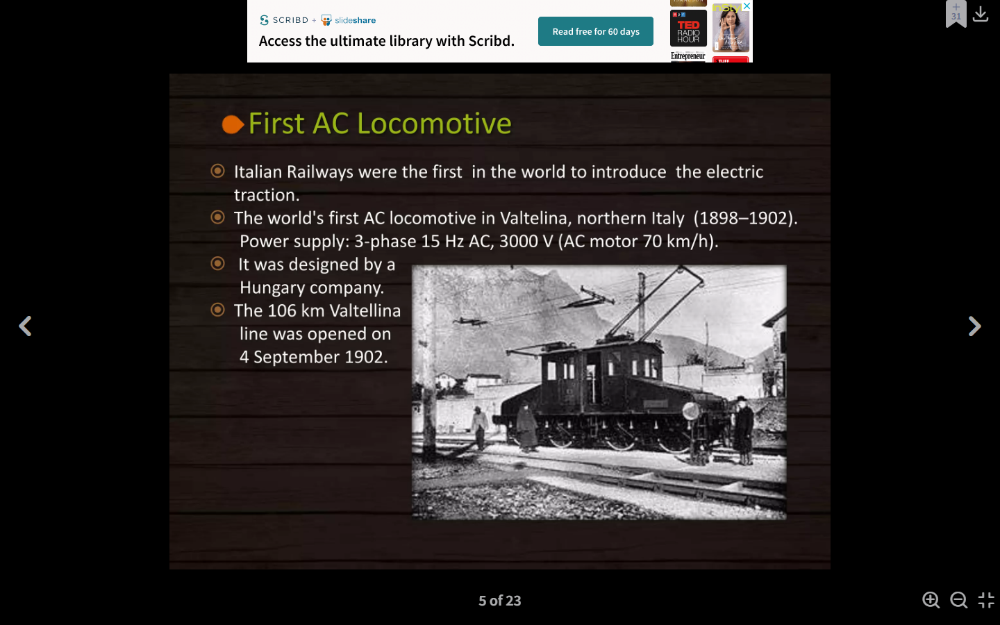 SCRIBD + slideshare
Access the ultimate library with Scribd.
Read free for 60 days
TED
RADIO
HOUR
InSty
Entrepreneur
+
31
First AC Locomotive
Italian Railways were the first in the world to introduce the electric
traction.
The world's first AC locomotive in Valtelina, northern Italy (1898–1902).
Power supply: 3-phase 15 Hz AC, 3000 V (AC motor 70 km/h).
It was designed by a
Hungary company.
The 106 km Valtellina
line was opened on
4 September 1902.
5 of 23